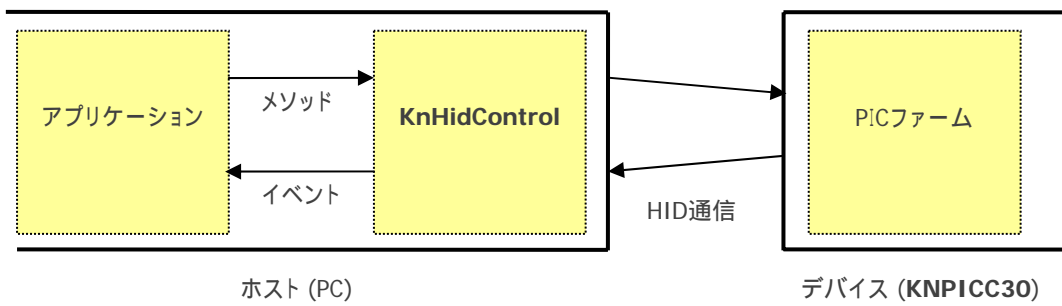 アプリケーション
メソッド
イベント
KnHidControl
HID通信
PICファーム
ホスト (PC)
デバイス (KNPICC30)